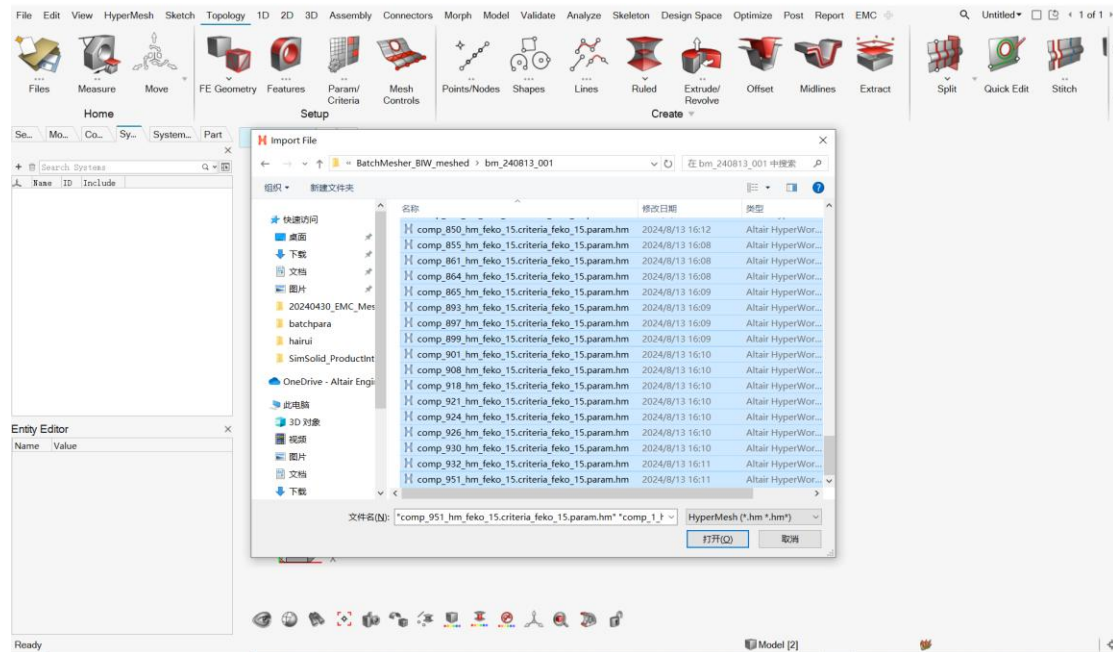 File Edit View HyperMesh Sketch Topology 1D 2D 3D Assembly Connectors Morph Model Validate Analyze Skeleton Design Space Optimize Post Report EMC Untitled 1 of 1
Files Measure Move FE Geometry Features Param/ Criteria Mesh Controls Points/Nodes Shapes Lines Ruled Extrude/ Revolve Offset Midlines Extract Split Quick Edit Stitch
Home Setup Create
Se... Mo... Co... Sy... System... Part
Search Systems
Name ID Include
Import File
BatchMesher_BIW_meshed > bm_240813_001
在 bm_240813_001 中搜索
组织 新建文件夹
快速访问
桌面
下载
文档
图片
20240430_EMC_Mes
batchpara
hairui
SimSolid_ProductInt
OneDrive - Altair Engi
此电脑
3D 对象
视频
图片
文档
下载
名称 修改日期 类型
comp_850_hm_feko_15.criteria_feko_15.param.hm 2024/8/13 16:12 Altair HyperWor...
comp_855_hm_feko_15.criteria_feko_15.param.hm 2024/8/13 16:08 Altair HyperWor...
comp_861_hm_feko_15.criteria_feko_15.param.hm 2024/8/13 16:08 Altair HyperWor...
comp_864_hm_feko_15.criteria_feko_15.param.hm 2024/8/13 16:08 Altair HyperWor...
comp_865_hm_feko_15.criteria_feko_15.param.hm 2024/8/13 16:09 Altair HyperWor...
comp_893_hm_feko_15.criteria_feko_15.param.hm 2024/8/13 16:09 Altair HyperWor...
comp_897_hm_feko_15.criteria_feko_15.param.hm 2024/8/13 16:09 Altair HyperWor...
comp_899_hm_feko_15.criteria_feko_15.param.hm 2024/8/13 16:09 Altair HyperWor...
comp_901_hm_feko_15.criteria_feko_15.param.hm 2024/8/13 16:10 Altair HyperWor...
comp_908_hm_feko_15.criteria_feko_15.param.hm 2024/8/13 16:10 Altair HyperWor...
comp_918_hm_feko_15.criteria_feko_15.param.hm 2024/8/13 16:10 Altair HyperWor...
comp_921_hm_feko_15.criteria_feko_15.param.hm 2024/8/13 16:10 Altair HyperWor...
comp_924_hm_feko_15.criteria_feko_15.param.hm 2024/8/13 16:10 Altair HyperWor...
comp_926_hm_feko_15.criteria_feko_15.param.hm 2024/8/13 16:10 Altair HyperWor...
comp_930_hm_feko_15.criteria_feko_15.param.hm 2024/8/13 16:10 Altair HyperWor...
comp_932_hm_feko_15.criteria_feko_15.param.hm 2024/8/13 16:11 Altair HyperWor...
comp_951_hm_feko_15.criteria_feko_15.param.hm 2024/8/13 16:11 Altair HyperWor...
文件名(N): "comp_951_hm_feko_15.criteria_feko_15.param.hm" "comp_1_h HyperMesh (*.hm *.hm*)
打开(O) 取消
Entity Editor
Name Value
Ready Model [2]